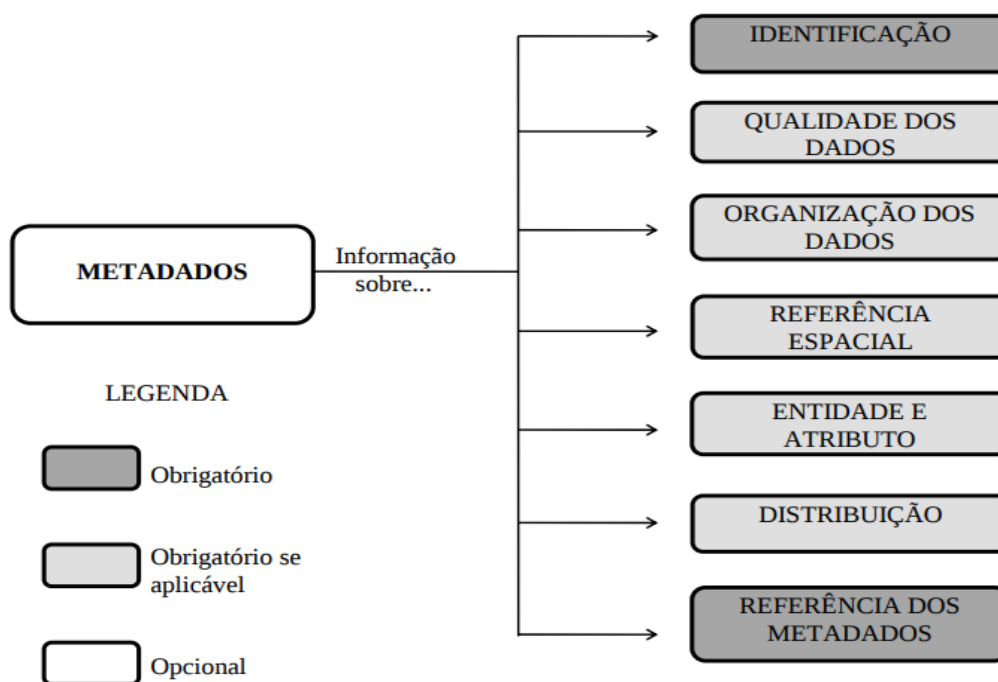 IDENTIFICAÇÃO
QUALIDADE DOS
DADOS
ORGANIZAÇÃO DOS
DADOS
METADADOS
Informação
sobre...
REFERÊNCIA
ESPACIAL
LEGENDA
ENTIDADE E
ATRIBUTO
Obrigatório
DISTRIBUIÇÃO
Obrigatório se
aplicável
REFERÊNCIA DOS
METADADOS
Opcional